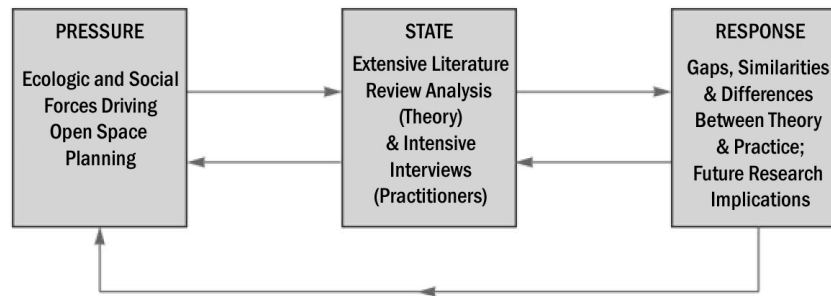 PRESSURE
Ecologic and Social
Forces Driving
Open Space
Planning
STATE
Extensive Literature
Review Analysis
(Theory)
& Intensive
Interviews
(Practitioners)
RESPONSE
Gaps, Similarities
& Differences
Between Theory
& Practice;
Future Research
Implications